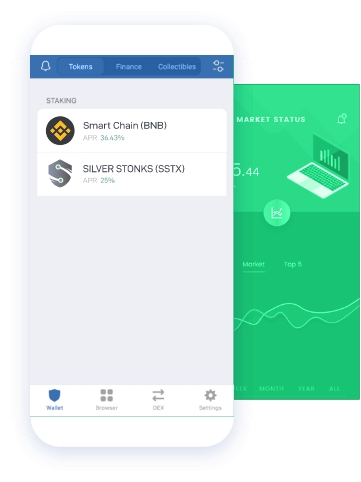 Tokens
Finance
Collectibles
STAKING
Smart Chain (BNB)
APR 36.43%
SILVER STONKS (SSTX)
APR 25%
Wallet
Browser
DEX
Settings
MARKET STATUS
.44
Market
Top 5
MONTH
YEAR
ALL